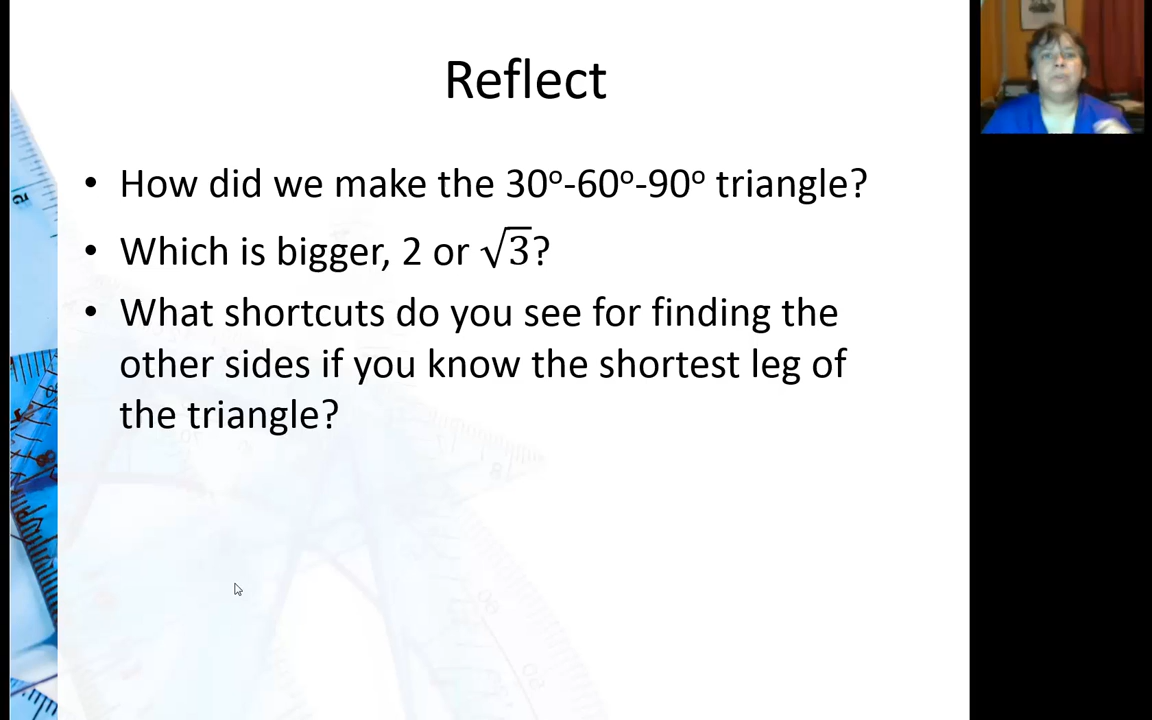 Reflect
• How did we make the 30º-60º-90º triangle?
• Which is bigger, 2 or √3?
• What shortcuts do you see for finding the
other sides if you know the shortest leg of
the triangle?